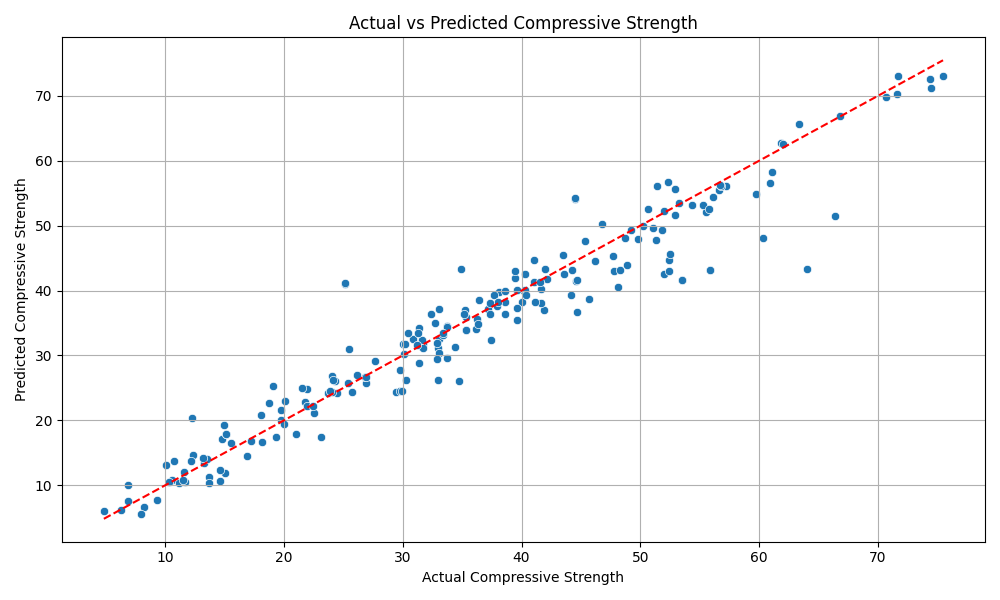 Actual vs Predicted Compressive Strength
Predicted Compressive Strength
70
60
50
40
30
20
10
10 20 30 40 50 60 70
Actual Compressive Strength